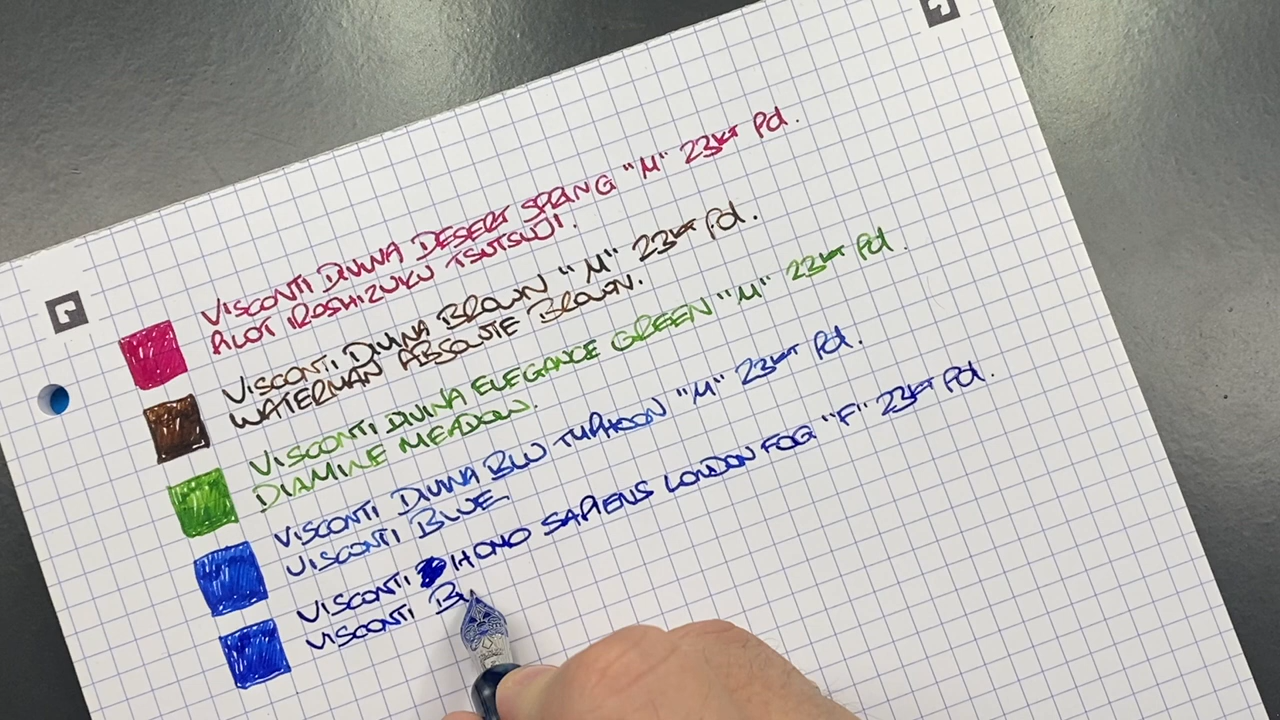 VISCONTI DIVINA DESERT SPRING "M" 23kt Pd.
PILOT IROSHIZUKU TSUTSUJI.
VISCONTI DIVINA BROWN "M" 23kt Pd.
WATERMAN ABSOLUTE BROWN.
VISCONTI DIVINA ELEGANCE GREEN "M" 23kt Pd.
DIAMINE MEADOW.
VISCONTI DIVINA BLU TYPHOON "M" 23kt Pd.
VISCONTI BLUE.
VISCONTI HOMO SAPIENS LONDON FOG "F" 23kt Pd.
VISCONTI BL